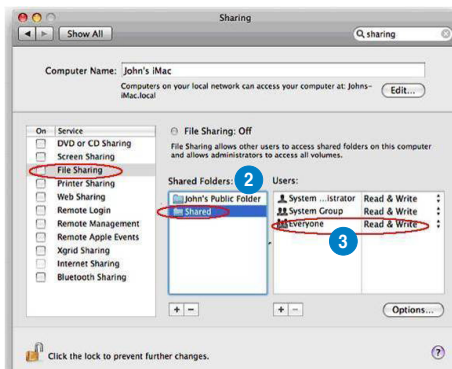 Sharing
Show All
sharing
Computer Name: John's iMac
Computers on your local network can access your computer at: Johns-
iMac.local
Edit...
On Service
DVD or CD Sharing
Screen Sharing
File Sharing
Printer Sharing
Web Sharing
Remote Login
Remote Management
Remote Apple Events
Xgrid Sharing
Internet Sharing
Bluetooth Sharing
File Sharing: Off
File Sharing allows other users to access shared folders on this computer
and allows administrators to access all volumes.
Shared Folders: 2 Users:
John's Public Folder
Shared
System ...istrator Read & Write
System Group Read & Write
Everyone Read & Write
3
+ -
+ -
Options...
Click the lock to prevent further changes.
?